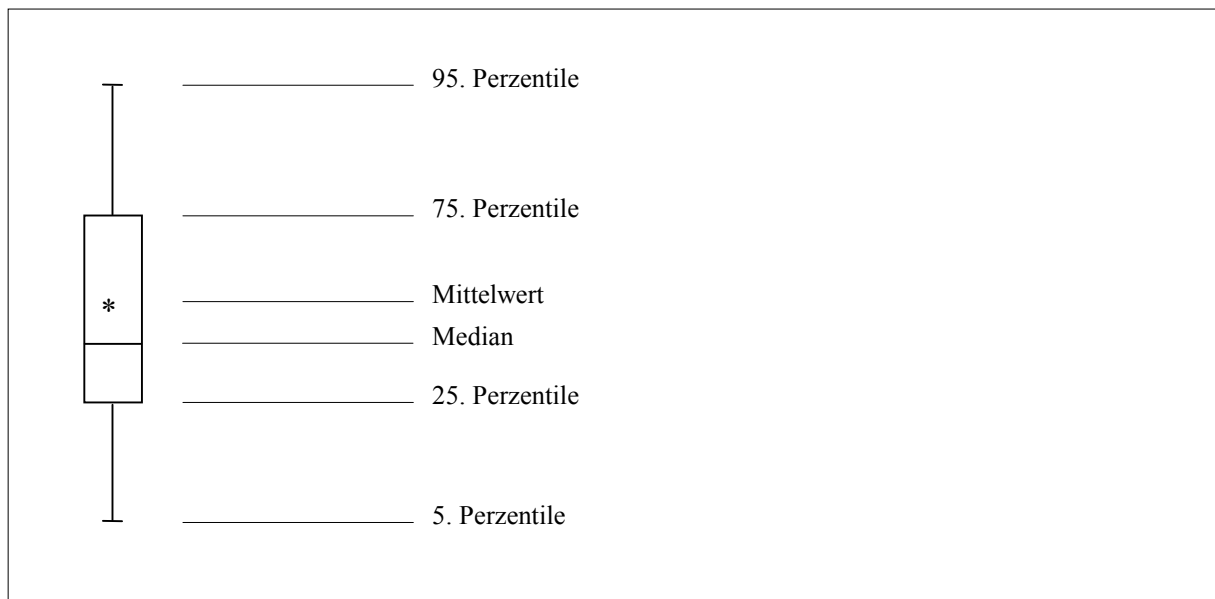 95. Perzentile
75. Perzentile
*
Mittelwert
Median
25. Perzentile
5. Perzentile